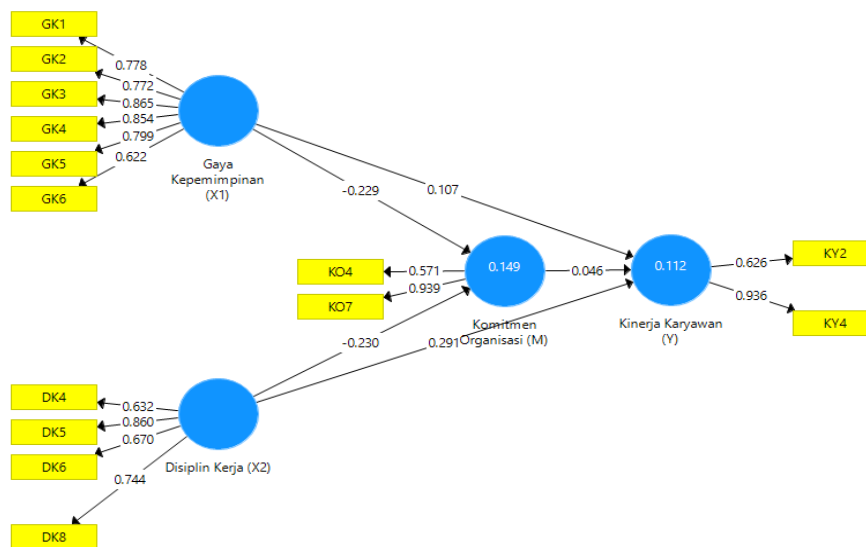 GK1
GK2
GK3
GK4
GK5
GK6
0.778
0.772
0.865
0.854
0.799
0.622
Gaya
Kepemimpinan
(X1)
-0.229
0.107
KO4
KO7
0.571
0.939
0.149
Komitmen
Organisasi (M)
0.046
0.112
Kinerja Karyawan
(Y)
0.626
0.936
KY2
KY4
-0.230
0.291
DK4
DK5
DK6
DK8
0.632
0.860
0.670
0.744
Disiplin Kerja (X2)